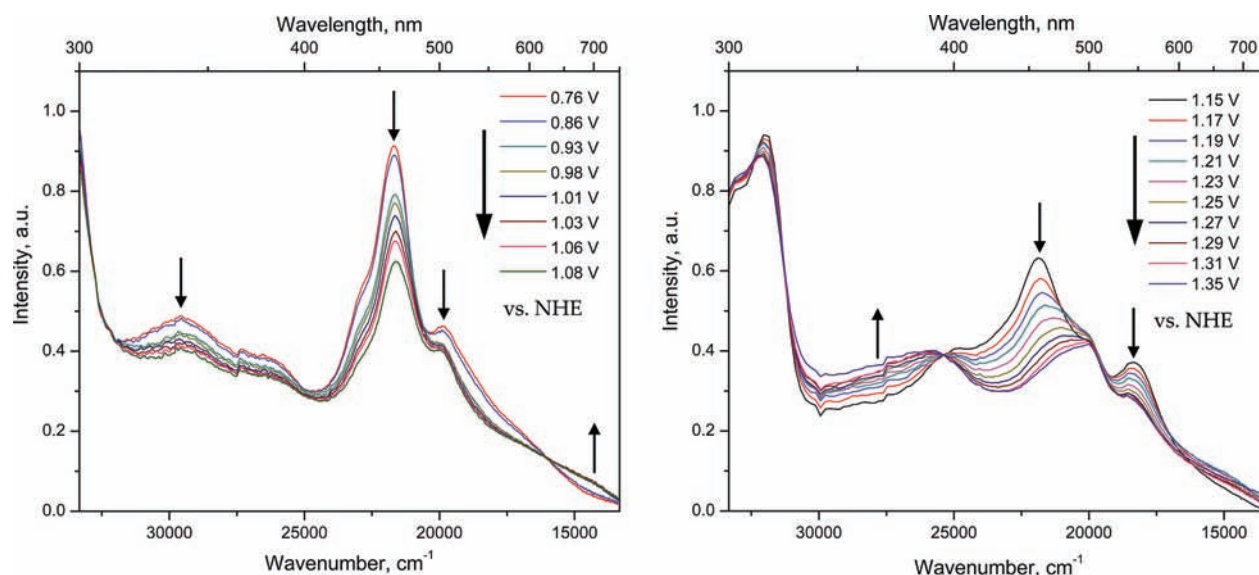 Wavelength, nm
300 400 500 600 700
1.0
0.8
0.6
0.4
0.2
0.0
Intensity, a.u.
0.76 V
0.86 V
0.93 V
0.98 V
1.01 V
1.03 V
1.06 V
1.08 V
vs. NHE
30000 25000 20000 15000
Wavenumber, cm⁻¹
Wavelength, nm
300 400 500 600 700
1.0
0.8
0.6
0.4
0.2
0.0
Intensity, a.u.
1.15 V
1.17 V
1.19 V
1.21 V
1.23 V
1.25 V
1.27 V
1.29 V
1.31 V
1.35 V
vs. NHE
30000 25000 20000 15000
Wavenumber, cm⁻¹